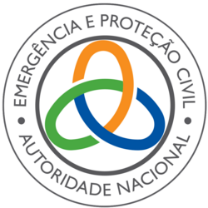 EMERGÊNCIA E PROTEÇÃO CIVIL
AUTORIDADE NACIONAL